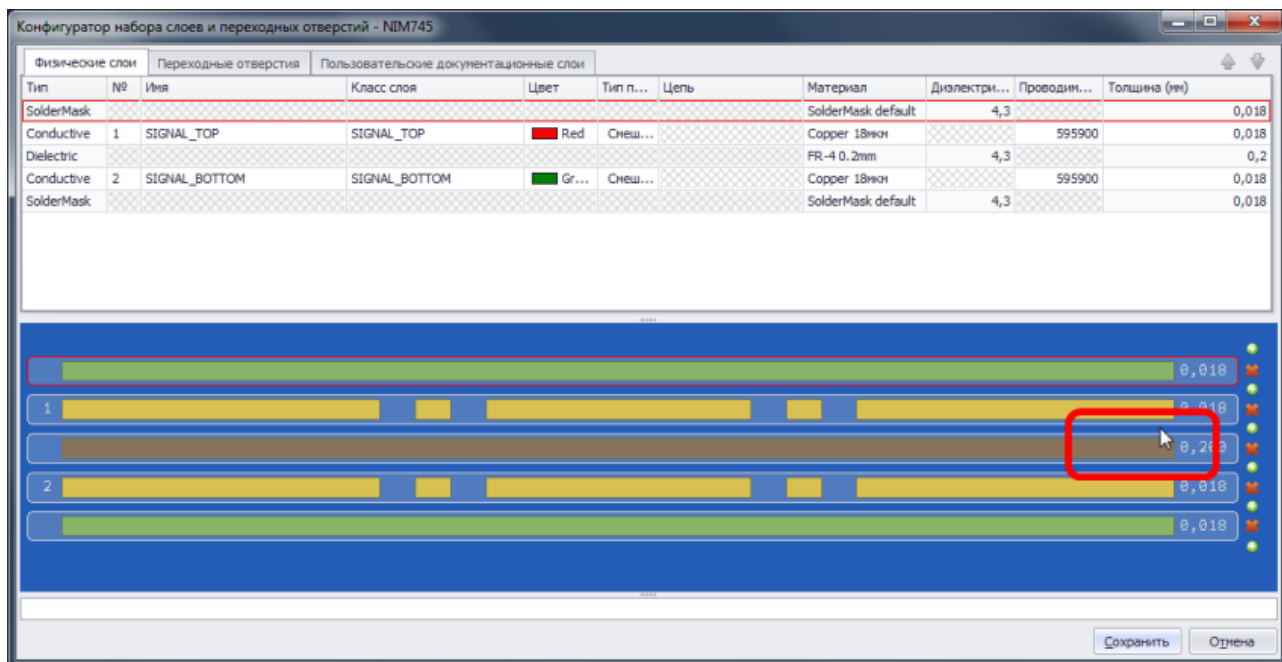 Конфигуратор набора слоев и переходных отверстий - NIM745
Физические слои Переходные отверстия Пользовательские документационные слои
Тип № Имя Класс слоя Цвет Тип п... Цепь Материал Диэлектри... Проводим... Толщина (мм)
SolderMask SolderMask default 4,3 0,018
Conductive 1 SIGNAL_TOP SIGNAL_TOP Red Смеш... Copper 18мкм 595900 0,018
Dielectric FR-4 0.2mm 4,3 0,2
Conductive 2 SIGNAL_BOTTOM SIGNAL_BOTTOM Gr... Смеш... Copper 18мкм 595900 0,018
SolderMask SolderMask default 4,3 0,018
0,018
1 0,018
0,200
2 0,018
0,018
Сохранить Отмена